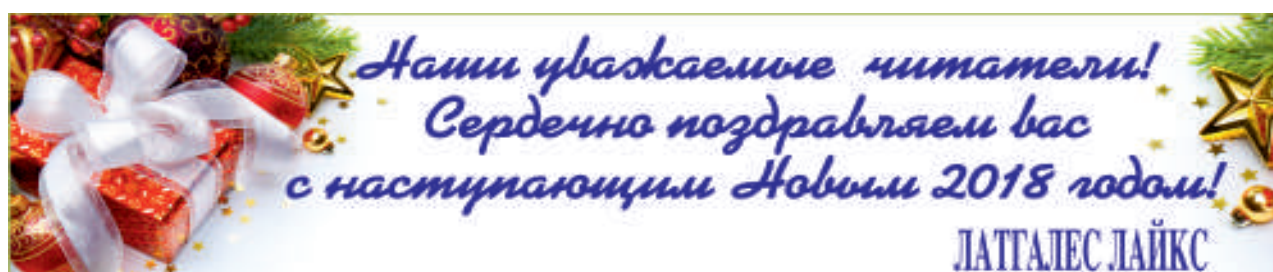 Наши уважаемые читатели!
Сердечно поздравляем вас
с наступающим Новым 2018 годом!
ЛАТГАЛЕС ЛАЙКС